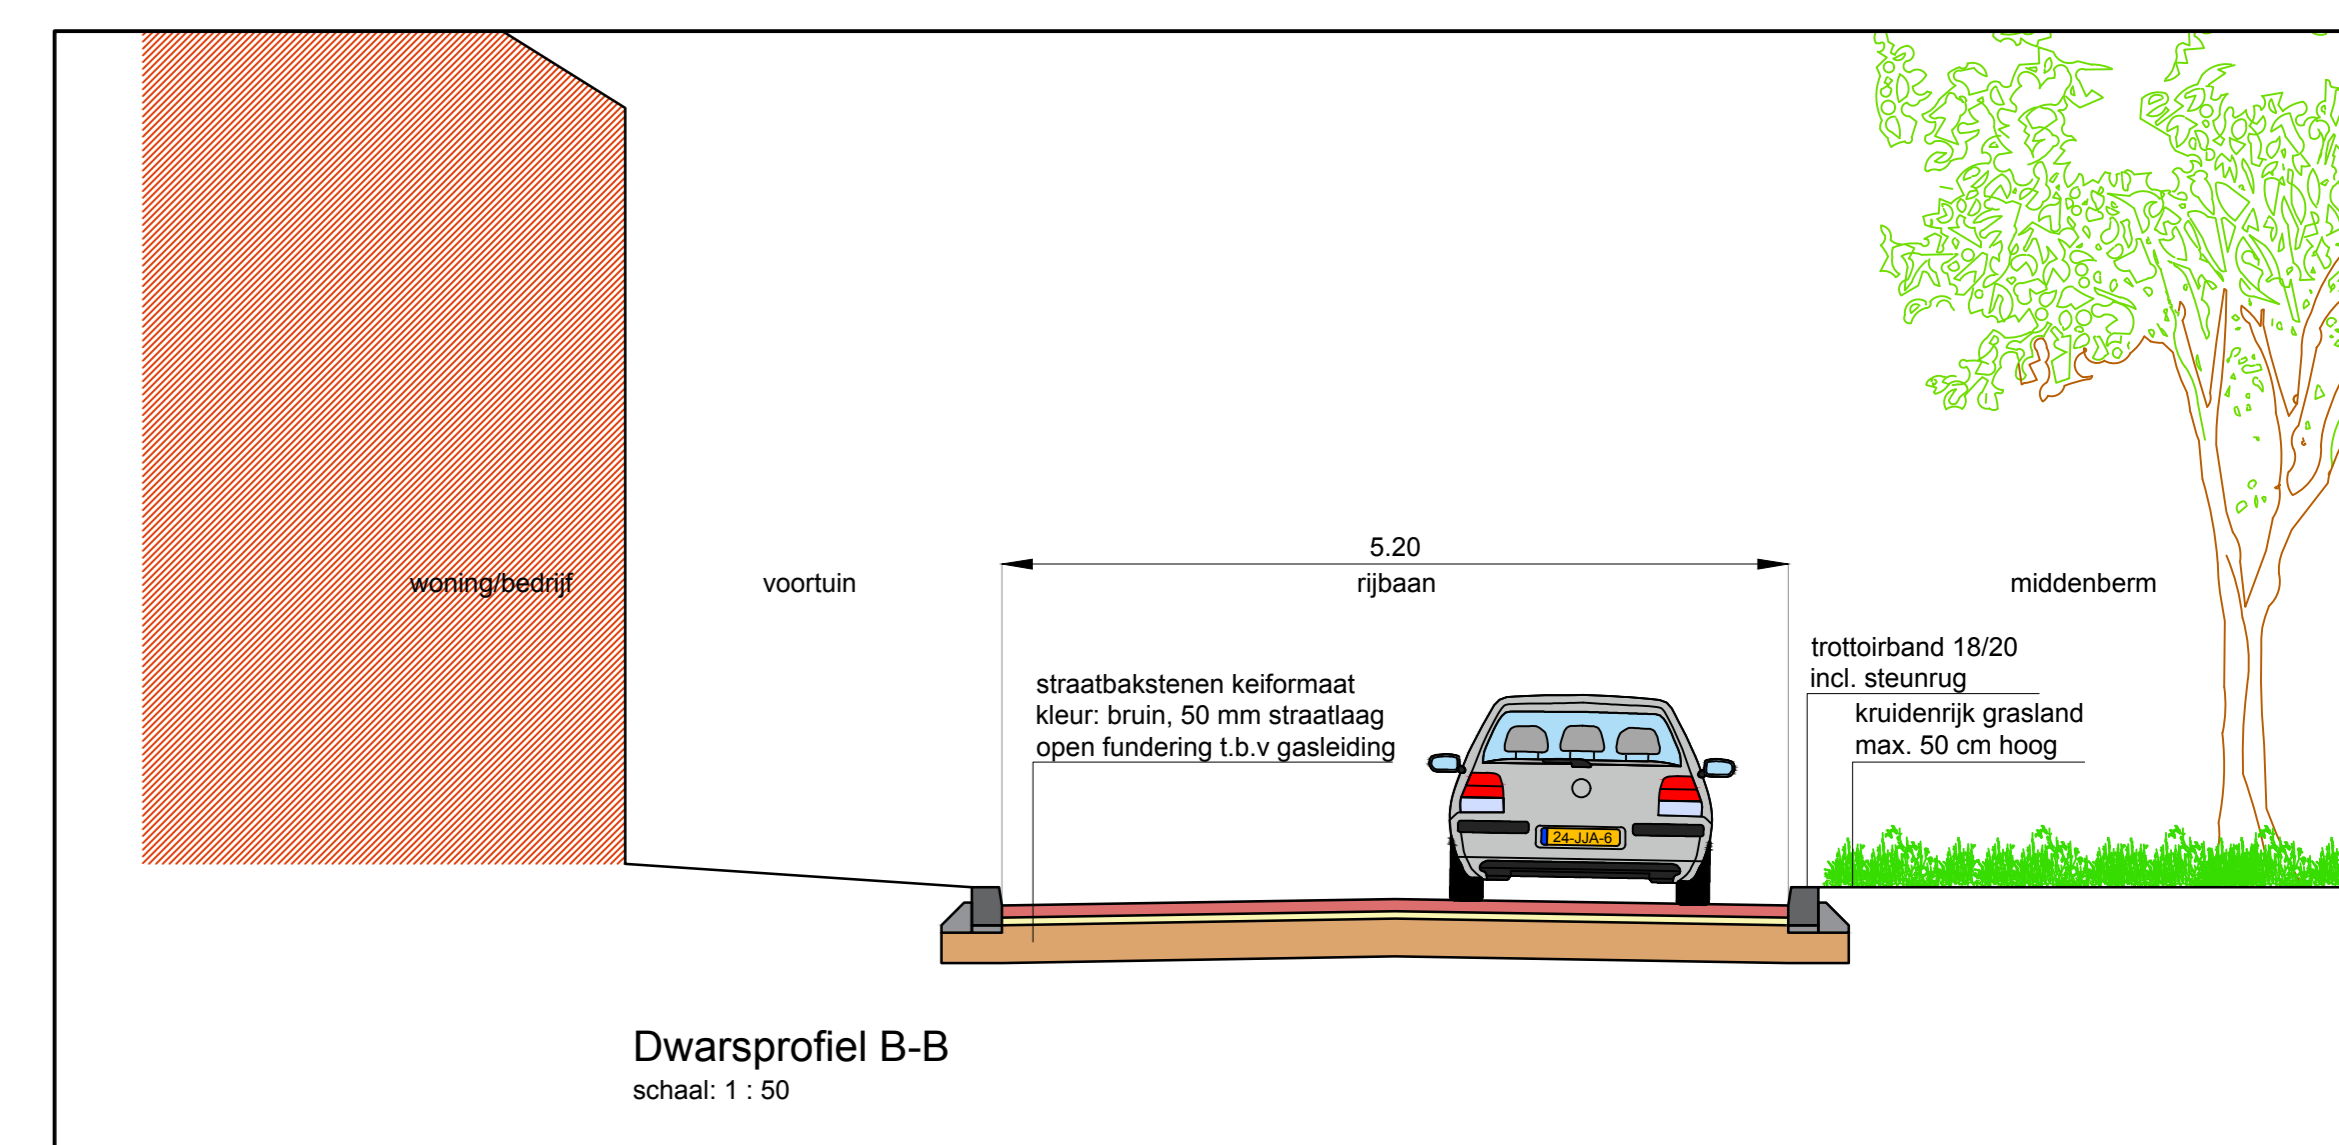 5.20
woning/bedrijf
voortuin
rijbaan
middenberm
trottoirband 18/20
incl. steunrug
straatbakstenen keiformaat
kleur: bruin, 50 mm straatlaag
open fundering t.b.v gasleiding
kruidenrijk grasland
max. 50 cm hoog
24-JJA-6
Dwarsprofiel B-B
schaal: 1 : 50